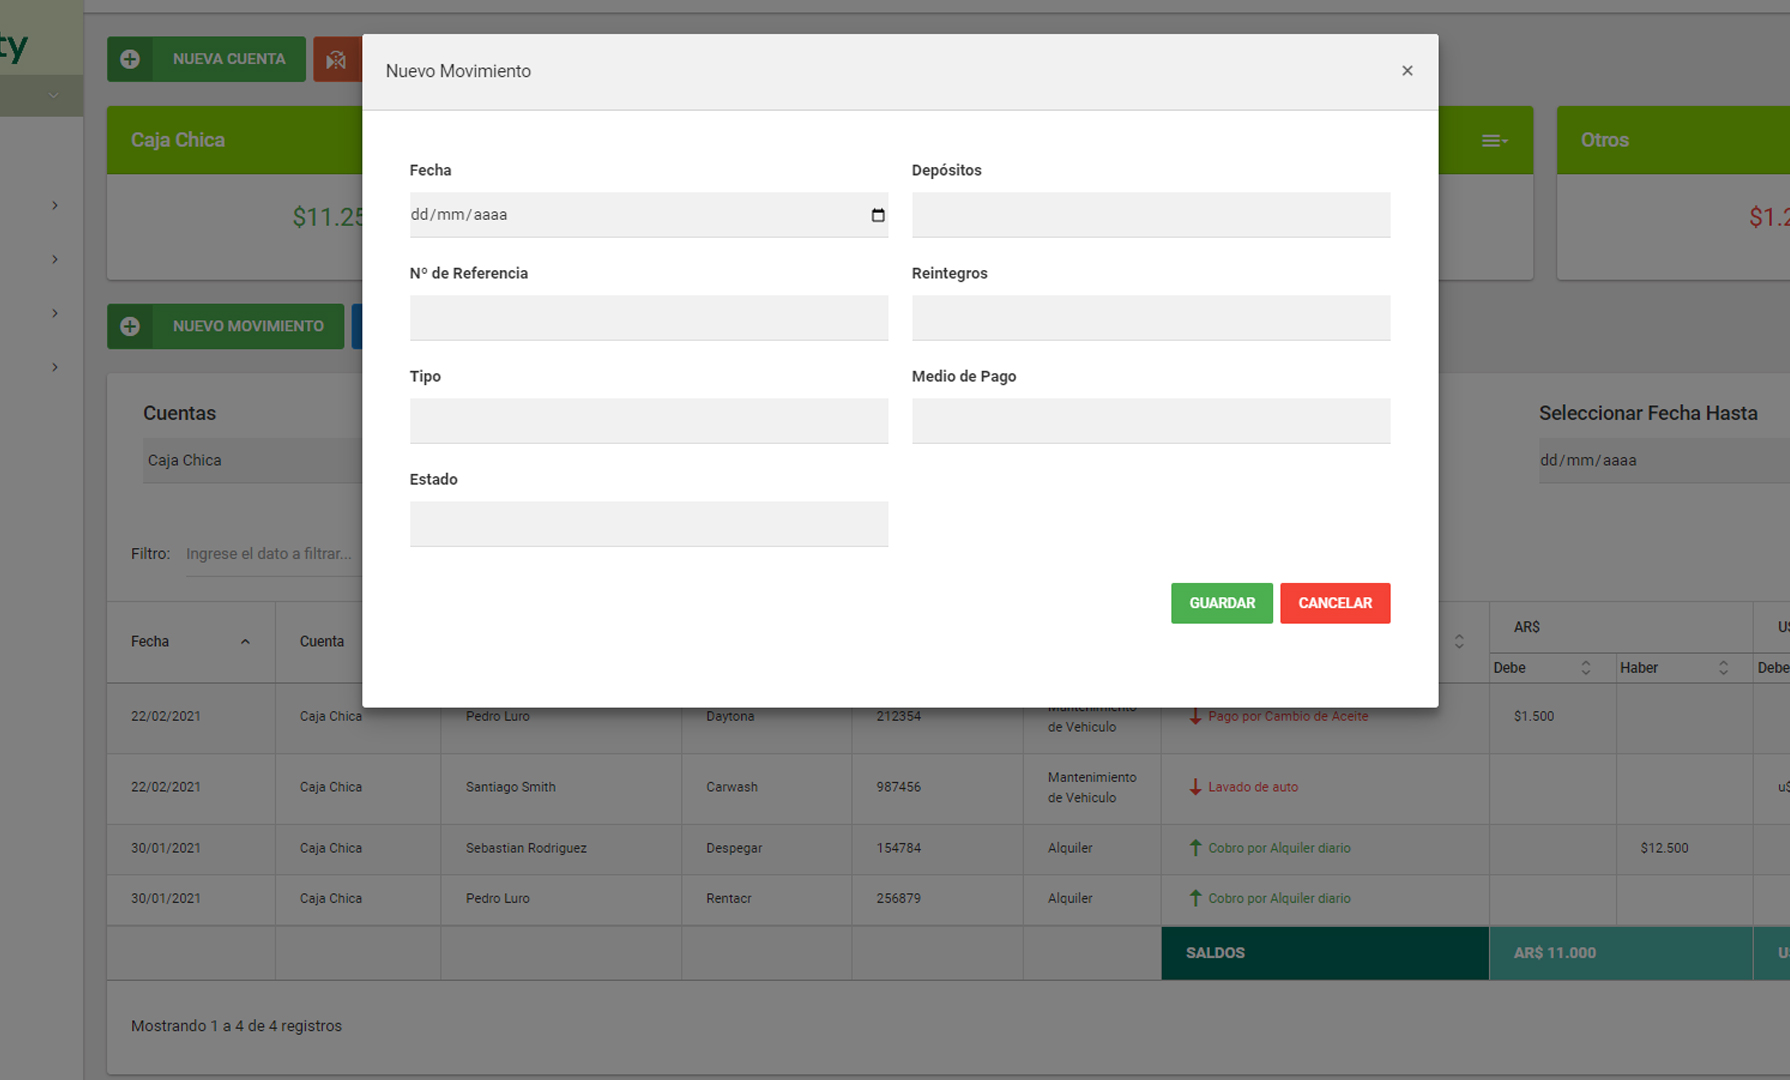 ty
NUEVA CUENTA
Nuevo Movimiento
×
Caja Chica
Otros
$11.25
$1.2
Fecha
Depósitos
dd/mm/aaaa
Nº de Referencia
Reintegros
NUEVO MOVIMIENTO
Tipo
Medio de Pago
Cuentas
Seleccionar Fecha Hasta
Caja Chica
dd/mm/aaaa
Estado
Filtro: Ingrese el dato a filtrar...
GUARDAR CANCELAR
Fecha Cuenta AR$
Debe Haber Debe
22/02/2021 Caja Chica Pedro Luro Daytona 212354 Mantenimiento de Vehiculo Pago por Cambio de Aceite $1.500
22/02/2021 Caja Chica Santiago Smith Carwash 987456 Mantenimiento de Vehiculo Lavado de auto u$
30/01/2021 Caja Chica Sebastian Rodriguez Despegar 154784 Alquiler Cobro por Alquiler diario $12.500
30/01/2021 Caja Chica Pedro Luro Rentacr 256879 Alquiler Cobro por Alquiler diario
SALDOS AR$ 11.000
Mostrando 1 a 4 de 4 registros